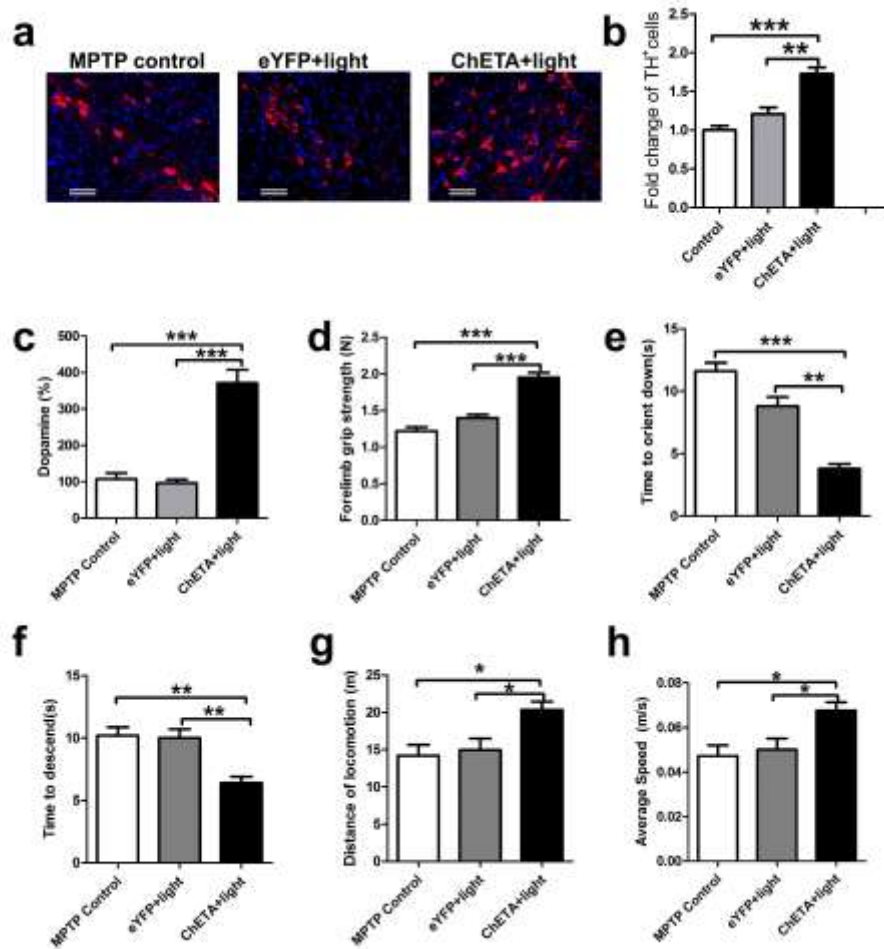 a
MPTP control
eYFP+light
ChETA+light
b
Fold change of TH⁺cells
2.5
2.0
1.5
1.0
0.5
0.0
***
**
Control
eYFP+light
ChETA+light
c
Dopamine (%)
500
400
300
200
100
0
***
***
MPTP Control
eYFP+light
ChETA+light
d
Forelimb grip strength (N)
2.5
2.0
1.5
1.0
0.5
0.0
***
***
MPTP Control
eYFP+light
ChETA+light
e
Time to orient down(s)
15
10
5
0
***
**
MPTP Control
eYFP+light
ChETA+light
f
Time to descend(s)
15
10
5
0
**
**
MPTP Control
eYFP+light
ChETA+light
g
Distance of locomotion (m)
25
20
15
10
5
0
*
*
MPTP Control
eYFP+light
ChETA+light
h
Average Speed (m/s)
0.08
0.06
0.04
0.02
0.00
*
*
MPTP Control
eYFP+light
ChETA+light